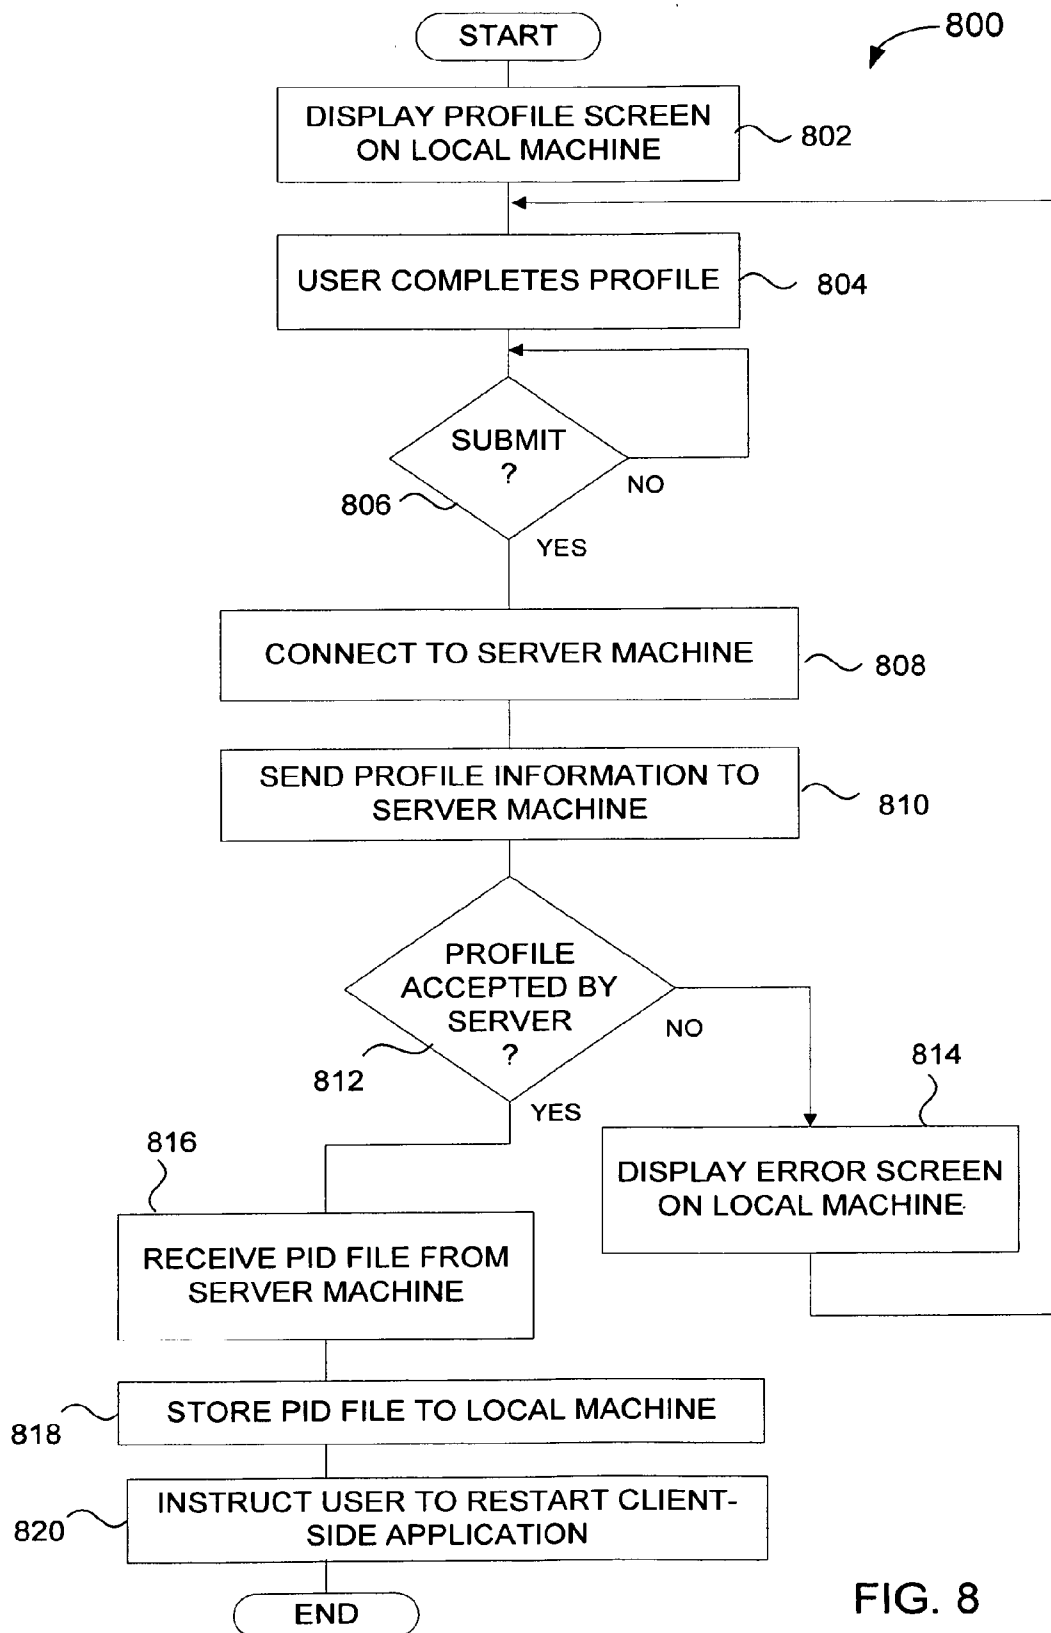 START
800
DISPLAY PROFILE SCREEN
ON LOCAL MACHINE
802
USER COMPLETES PROFILE
804
SUBMIT
?
806
NO
YES
CONNECT TO SERVER MACHINE
808
SEND PROFILE INFORMATION TO
SERVER MACHINE
810
PROFILE
ACCEPTED BY
SERVER
?
812
NO
YES
814
DISPLAY ERROR SCREEN
ON LOCAL MACHINE
816
RECEIVE PID FILE FROM
SERVER MACHINE
STORE PID FILE TO LOCAL MACHINE
818
INSTRUCT USER TO RESTART CLIENT-
SIDE APPLICATION
820
END
FIG. 8